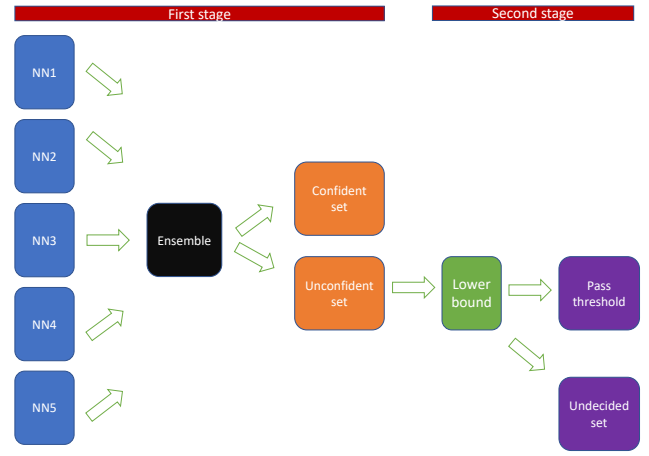 First stage
Second stage
NN1
NN2
NN3
NN4
NN5
Ensemble
Confident
set
Unconfident
set
Lower
bound
Pass
threshold
Undecided
set